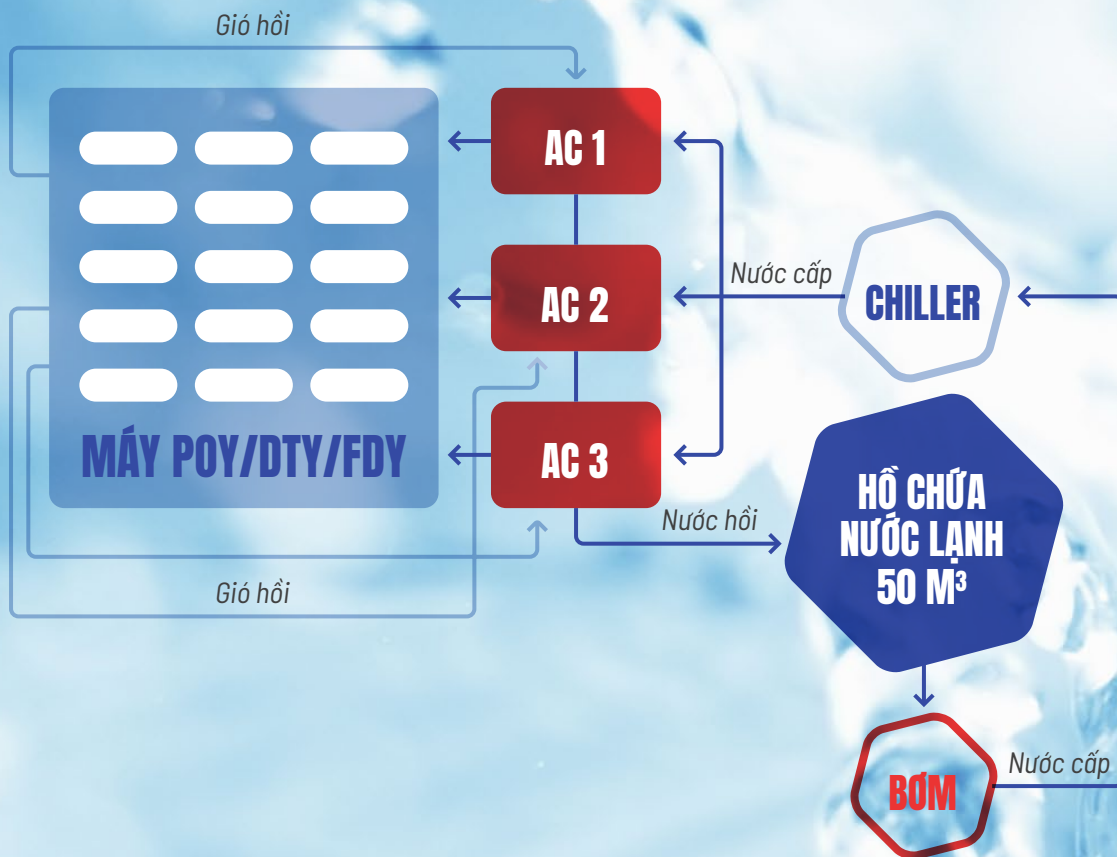 Gió hồi
AC 1
Nước cấp
AC 2
CHILLER
MÁY POY/DTY/FDY
AC 3
Nước hồi
HỒ CHỨA
NƯỚC LẠNH
50 M³
Gió hồi
Nước cấp
BƠM